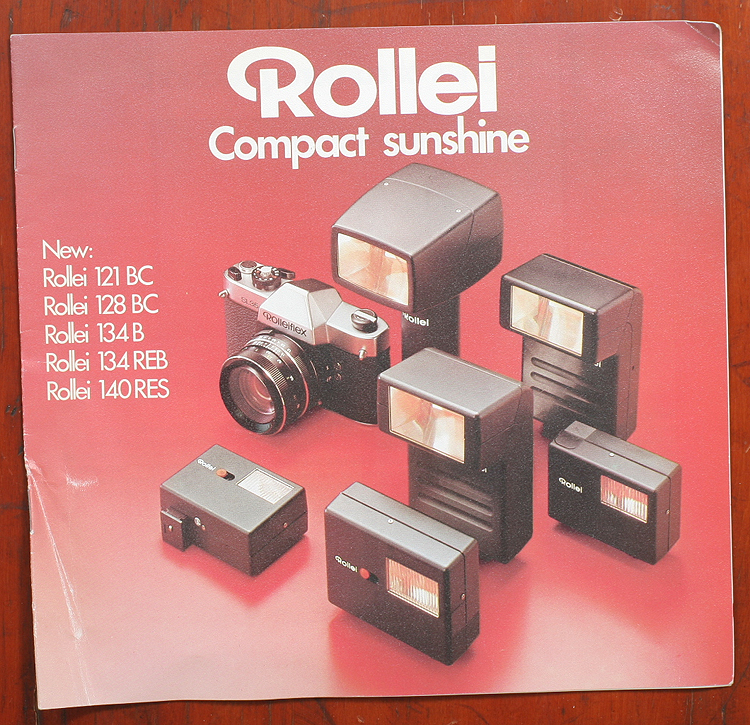 Rollei
Compact sunshine
New:
Rollei 121 BC
Rollei 128 BC
Rollei 134 B
Rollei 134 REB
Rollei 140 RES
Rolleiflex
Rollei
Rollei
Rollei
Rollei